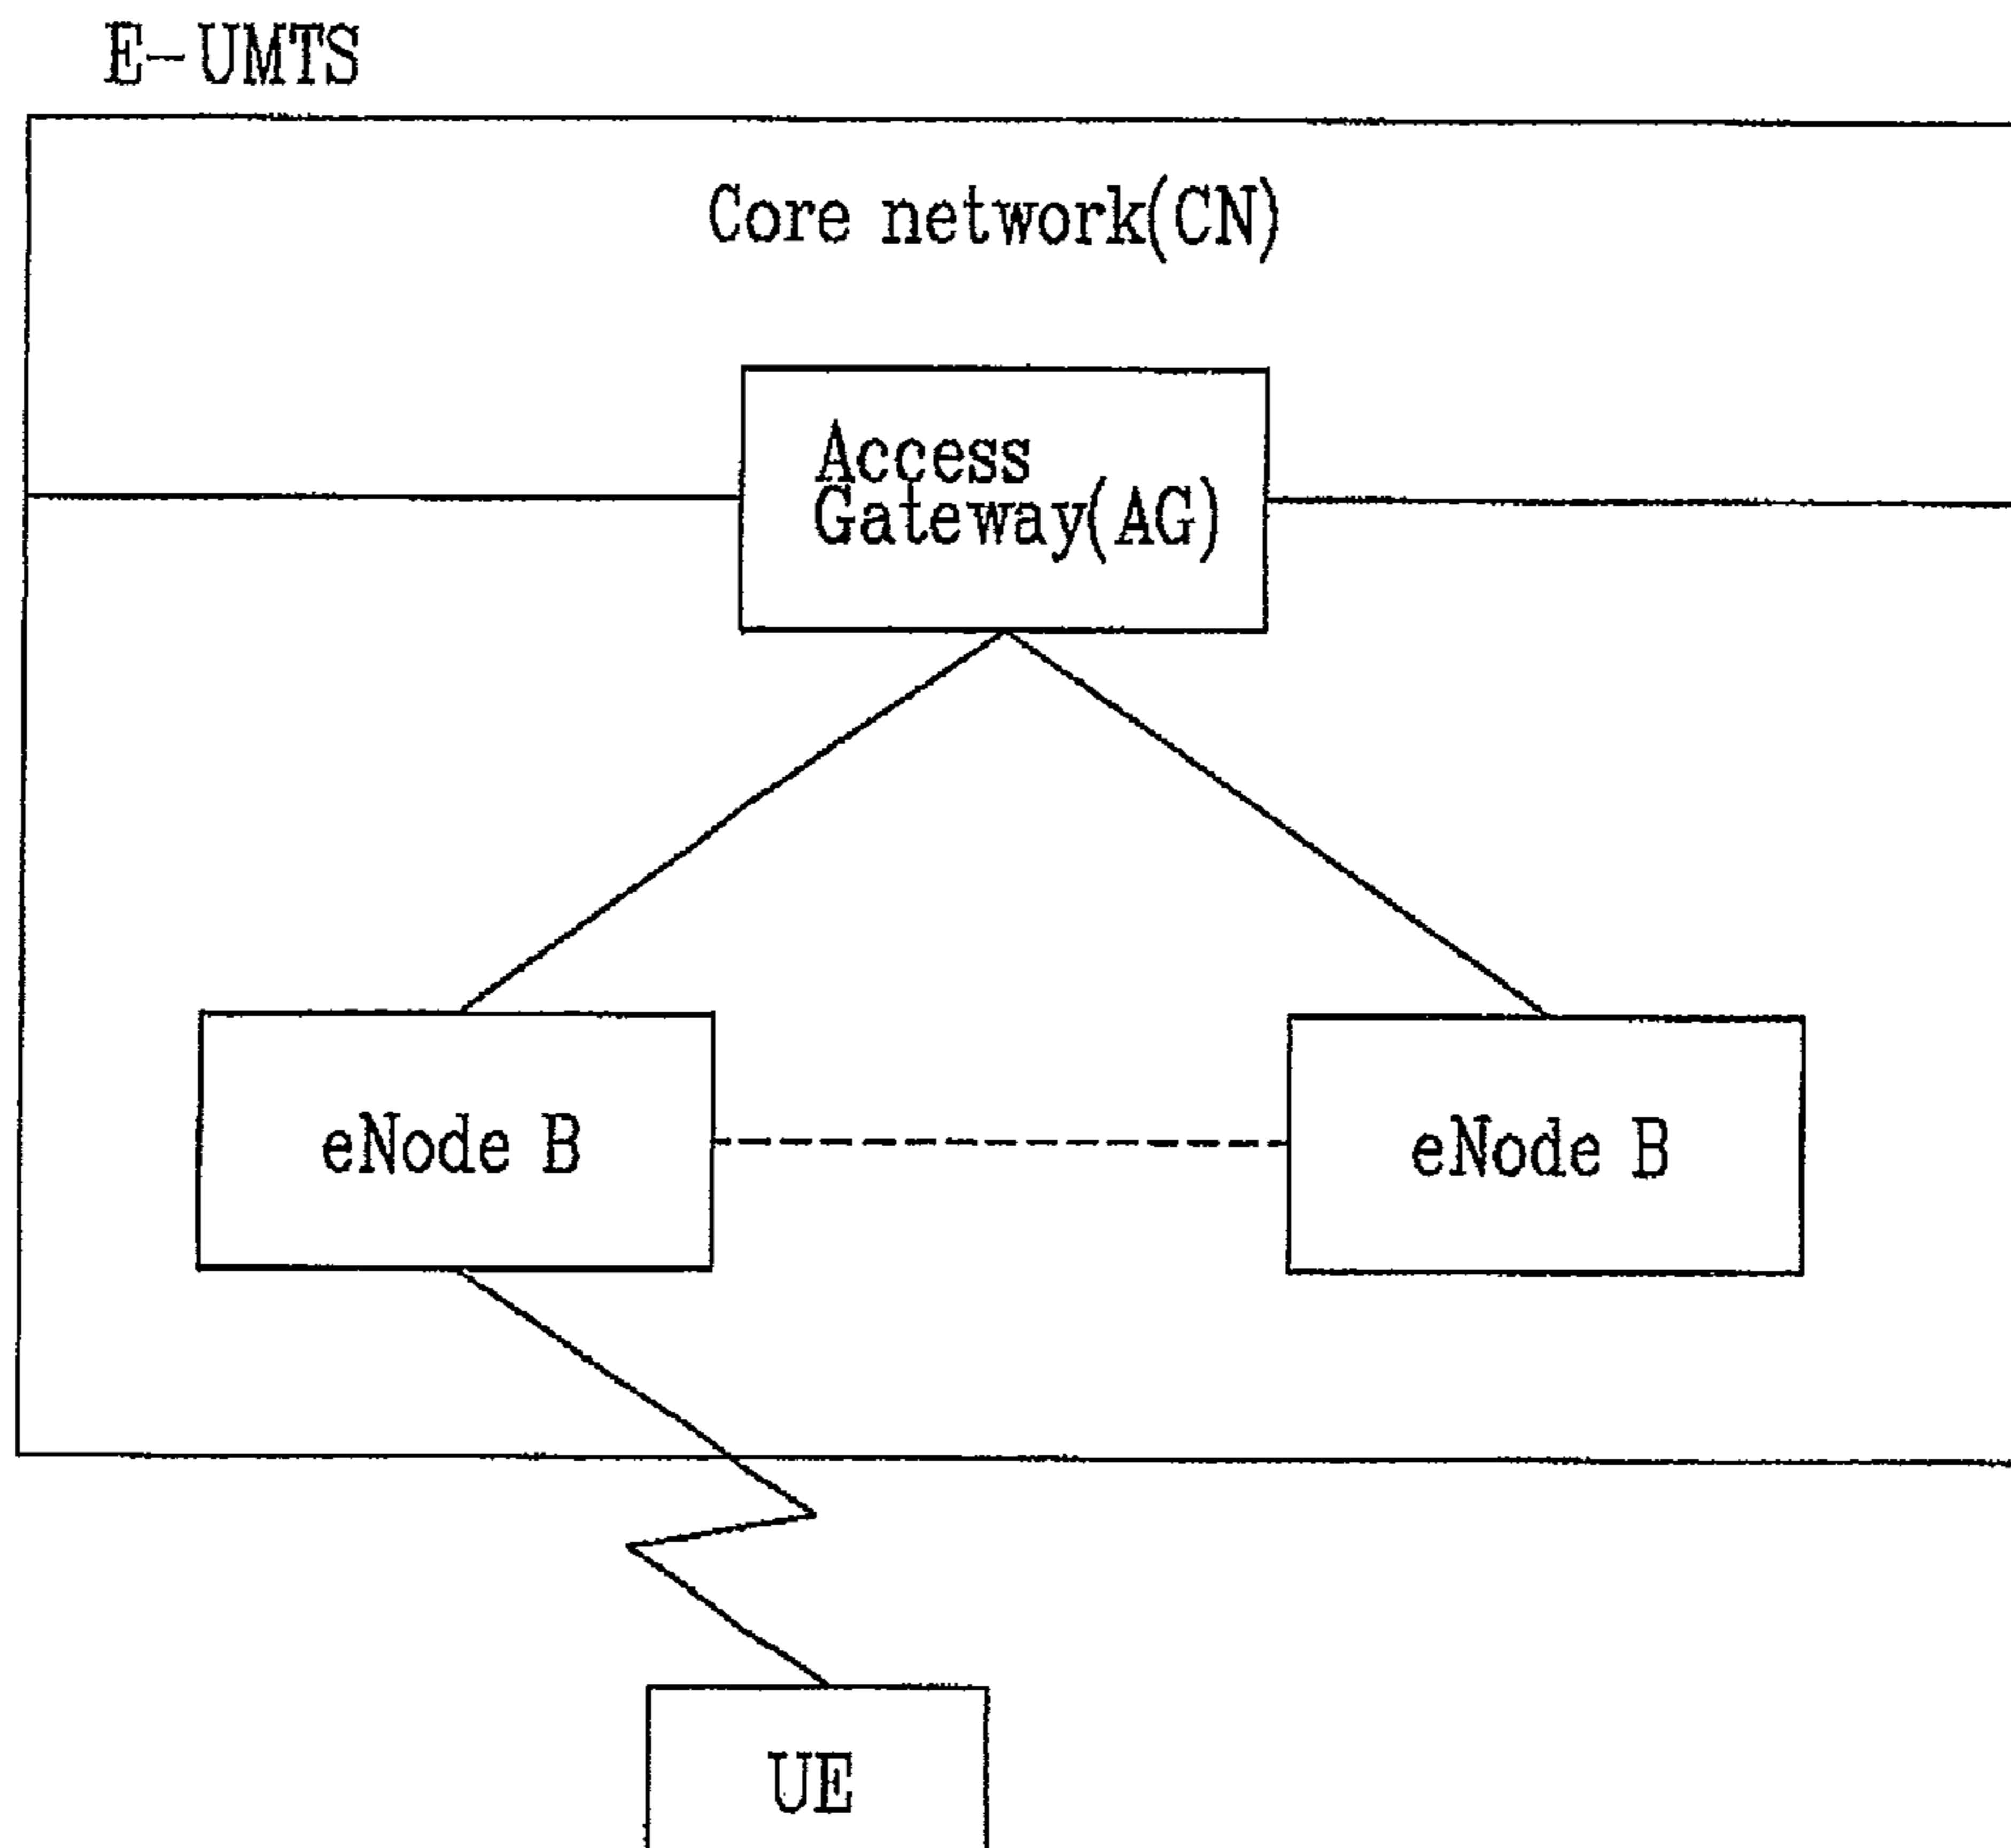 E-UMTS
Core network(CN)
Access
Gateway(AG)
eNode B
eNode B
UE